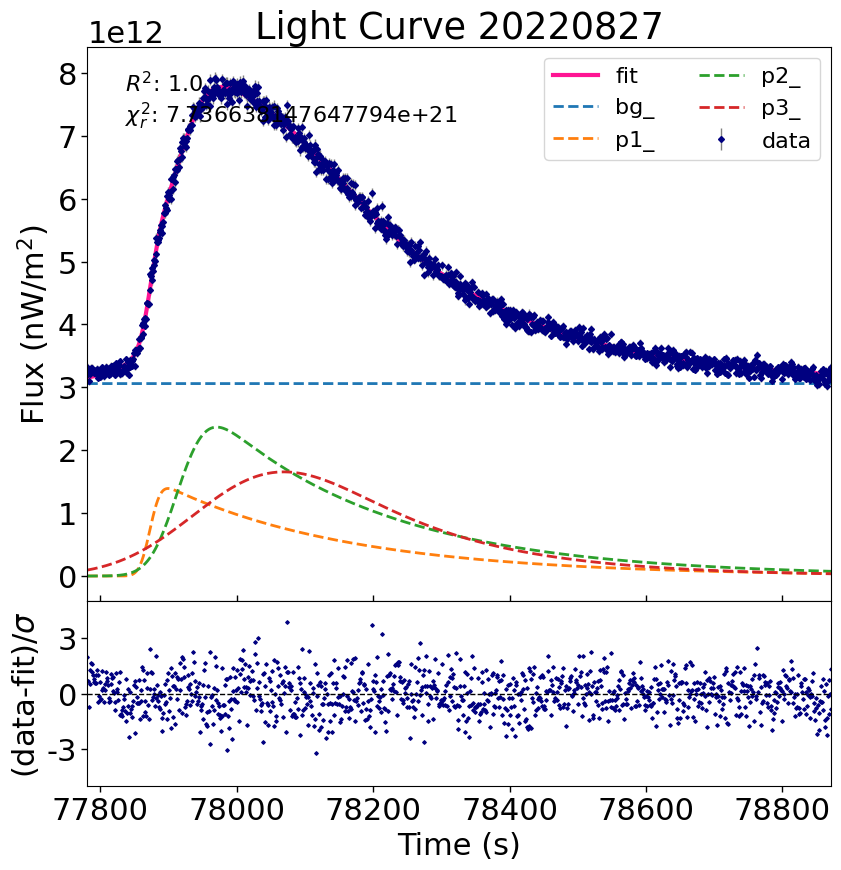 Light Curve 20220827
1e12
R²: 1.0
χ²ᵣ: 7.736638147647794e+21
fit
bg_
p1_
p2_
p3_
data
8
7
6
5
4
3
2
1
0
Flux (nW/m²)
3
0
-3
(data-fit)/σ
77800 78000 78200 78400 78600 78800
Time (s)